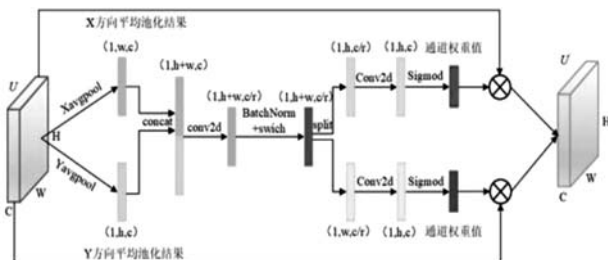 X方向平均池化结果
(1,w,c)
(1,h+w,c)
(1,h,c/r)
(1,h,c)
通道权重值
U
Xavgpool
H
Yavgpool
W
C
concat
conv2d
(1,h+w,c/r)
BatchNorm
+swich
(1,h+w,c/r)
split
Conv2d
Sigmod
Conv2d
Sigmod
(1,h,c)
(1,w,c/r)
(1,h,c)
通道权重值
Y方向平均池化结果
U
H
W
C